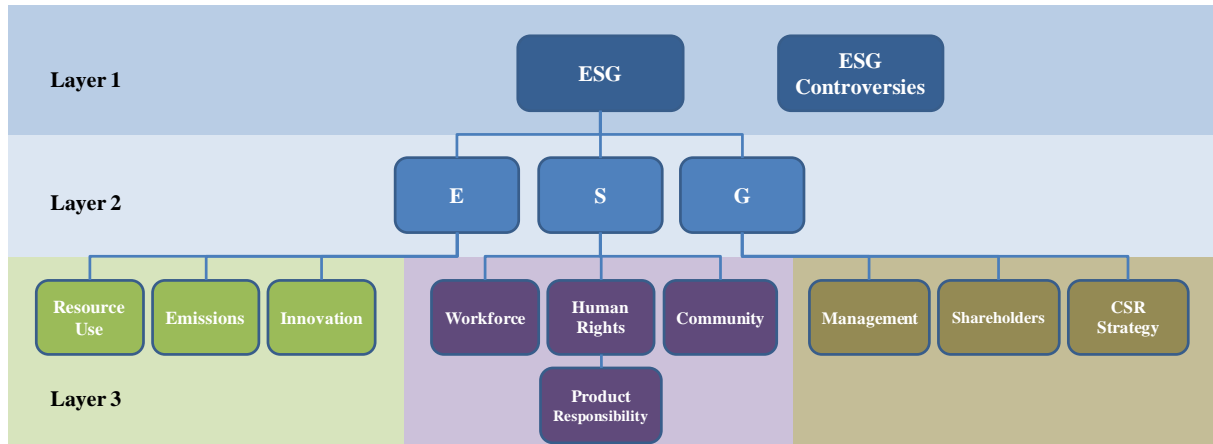 Layer 1
ESG
ESG
Controversies
Layer 2
E
S
G
Resource
Use
Emissions
Innovation
Workforce
Human
Rights
Community
Management
Shareholders
CSR
Strategy
Layer 3
Product
Responsibility